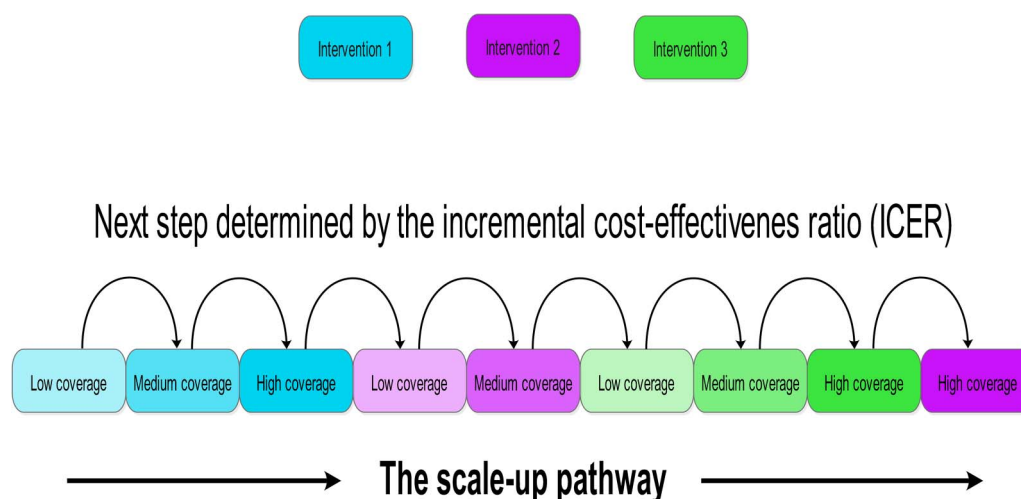 Intervention 1
Intervention 2
Intervention 3
Next step determined by the incremental cost-effectivenes ratio (ICER)
Low coverage
Medium coverage
High coverage
Low coverage
Medium coverage
Low coverage
Medium coverage
High coverage
High coverage
The scale-up pathway